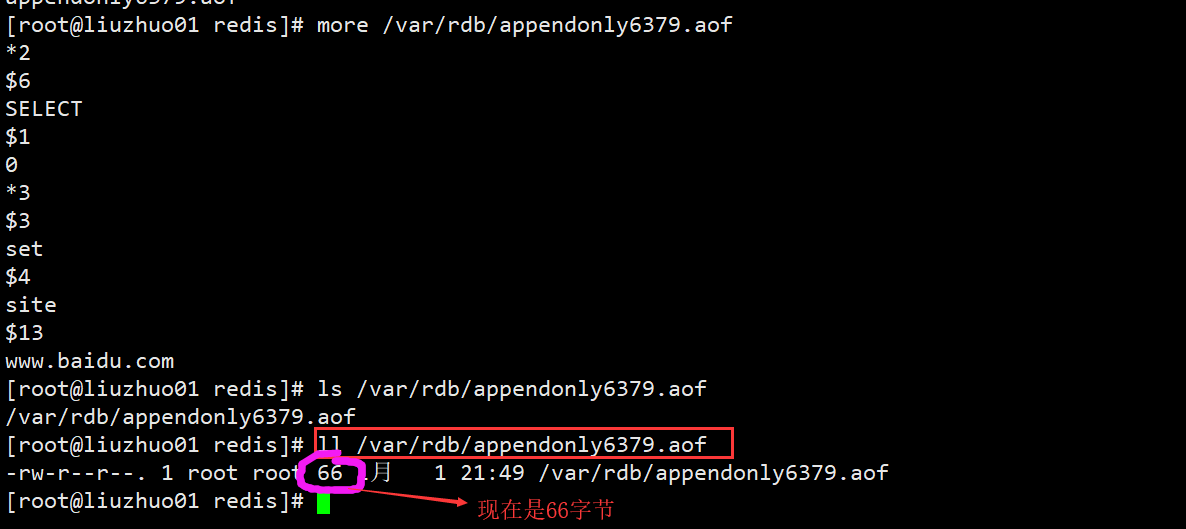 [root@liuzhuo01 redis]# more /var/rdb/appendonly6379.aof
*2
$6
SELECT
$1
0
*3
$3
set
$4
site
$13
www.baidu.com
[root@liuzhuo01 redis]# ls /var/rdb/appendonly6379.aof
/var/rdb/appendonly6379.aof
[root@liuzhuo01 redis]# ll /var/rdb/appendonly6379.aof
-rw-r--r--. 1 root root 66 月 1 21:49 /var/rdb/appendonly6379.aof
[root@liuzhuo01 redis]#
现在是66字节